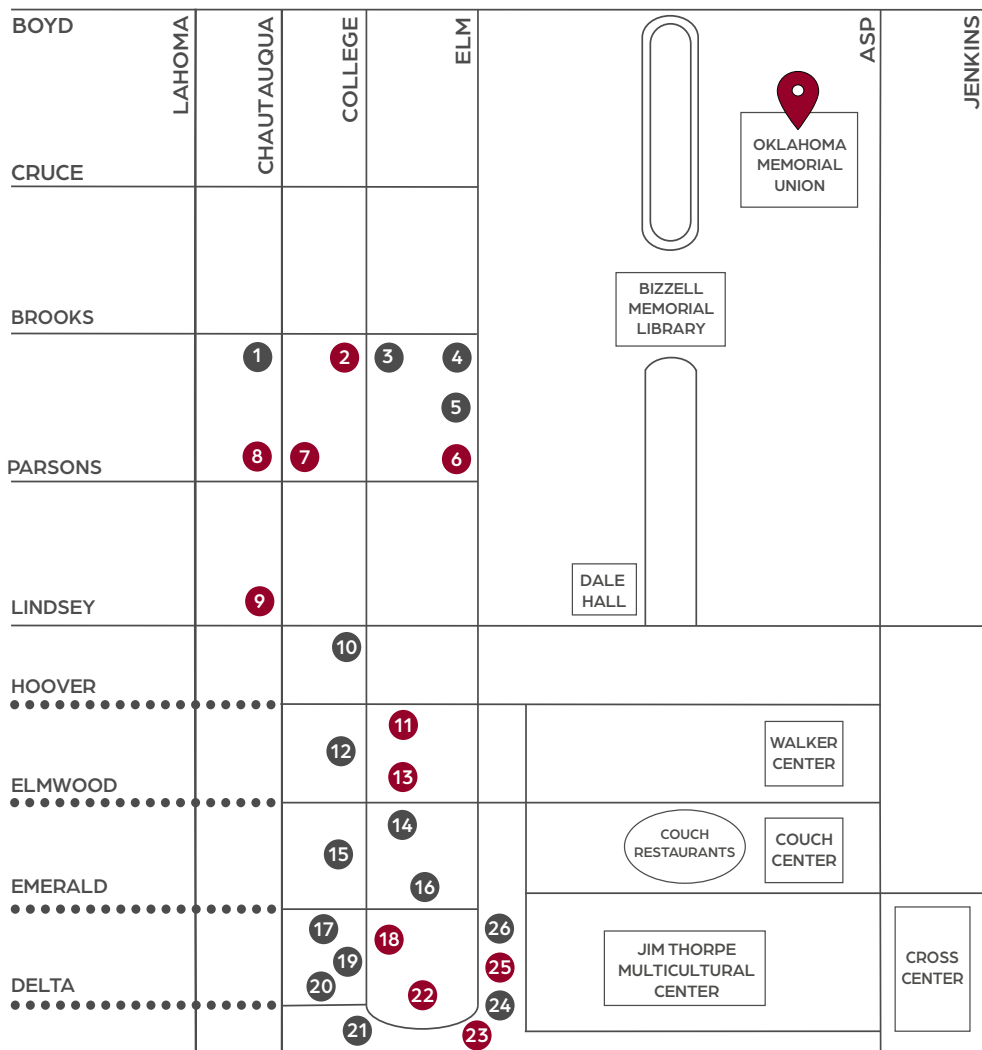 BOYD
LAHOMA
CHAUTAUQUA
COLLEGE
ELM
ASP
JENKINS
OKLAHOMA
MEMORIAL
UNION
CRUCE
BIZZELL
MEMORIAL
LIBRARY
BROOKS
1
2
3
4
5
PARSONS
8
7
6
DALE
HALL
LINDSEY
9
10
HOOVER
11
12
13
WALKER
CENTER
ELMWOOD
14
15
16
COUCH
RESTAURANTS
COUCH
CENTER
EMERALD
17
18
19
20
22
26
25
24
JIM THORPE
MULTICULTURAL
CENTER
CROSS
CENTER
DELTA
21
23